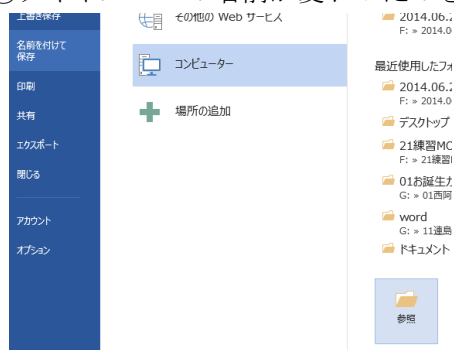 上書き保存
名前を付けて
保存
印刷
共有
エクスポート
閉じる
アカウント
オプション
その他の Web サービス
コンピューター
場所の追加
2014.06.2
F: » 2014.0
最近使用したフォ
2014.06.2
F: » 2014.0
デスクトップ
21練習MO
F: » 21練習
01お誕生カ
G: » 01西阿
word
G: » 11連島
ドキュメント
参照